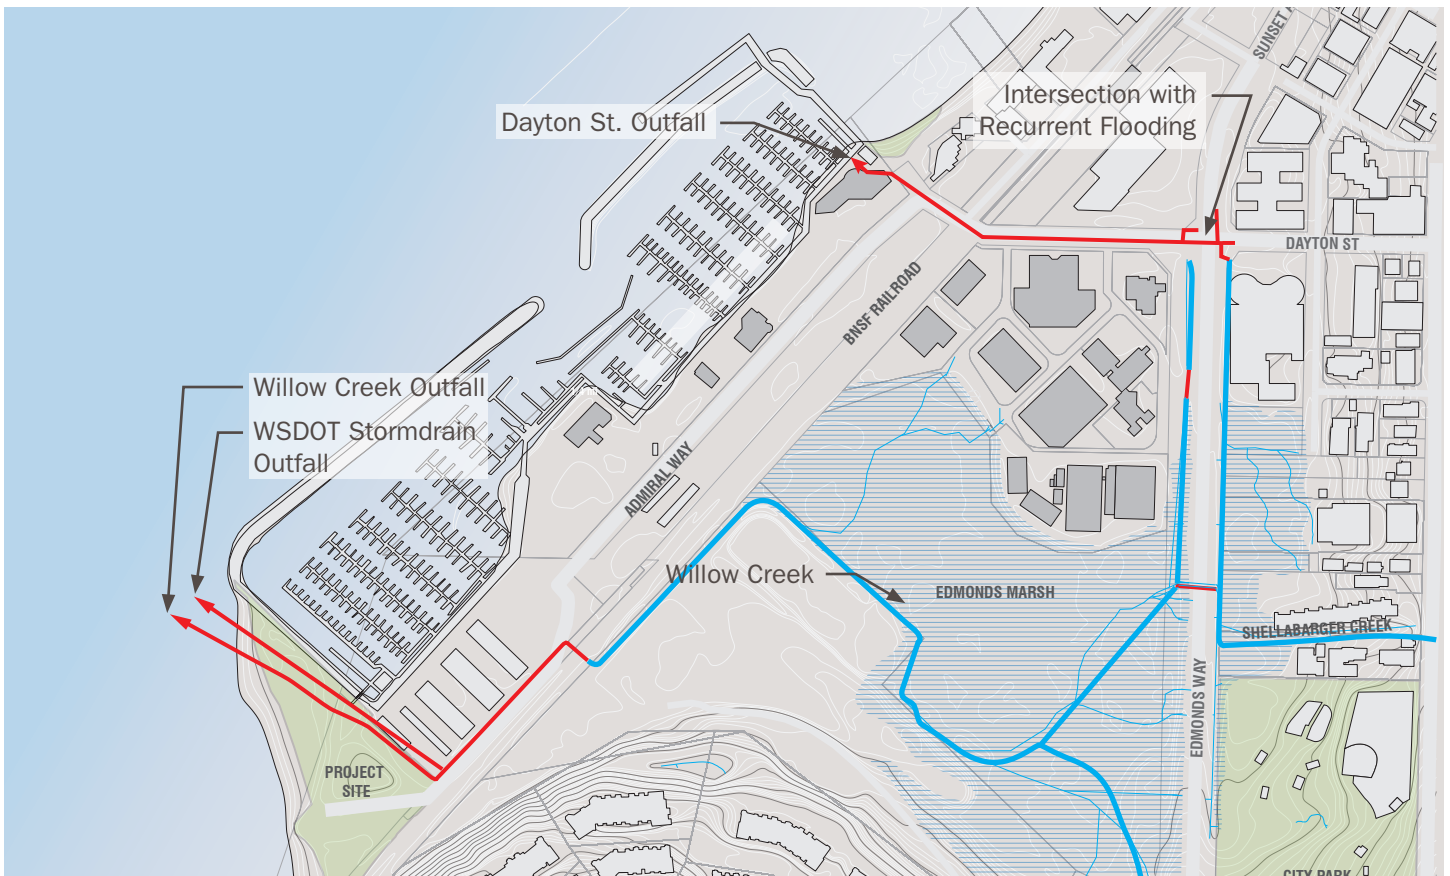 SUNSET A
Intersection with
Recurrent Flooding
Dayton St. Outfall
DAYTON ST
BNSF RAILROAD
Willow Creek Outfall
WSDOT Stormdrain
Outfall
ADMIRAL WAY
Willow Creek
EDMONDS MARSH
SHELLABARGER CREEK
EDMONDS WAY
PROJECT
SITE
CITY PARK